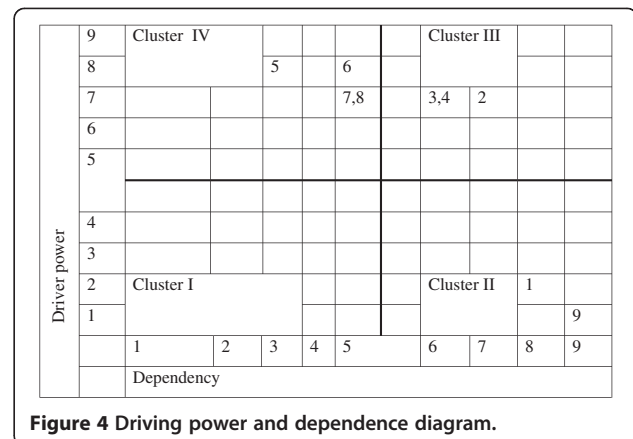 9 Cluster IV Cluster III
8 5 6
7 7,8 3,4 2
6
5
4
3
2 Cluster I Cluster II 1
1 9
Driver power
1 2 3 4 5 6 7 8 9
Dependency
Figure 4 Driving power and dependence diagram.